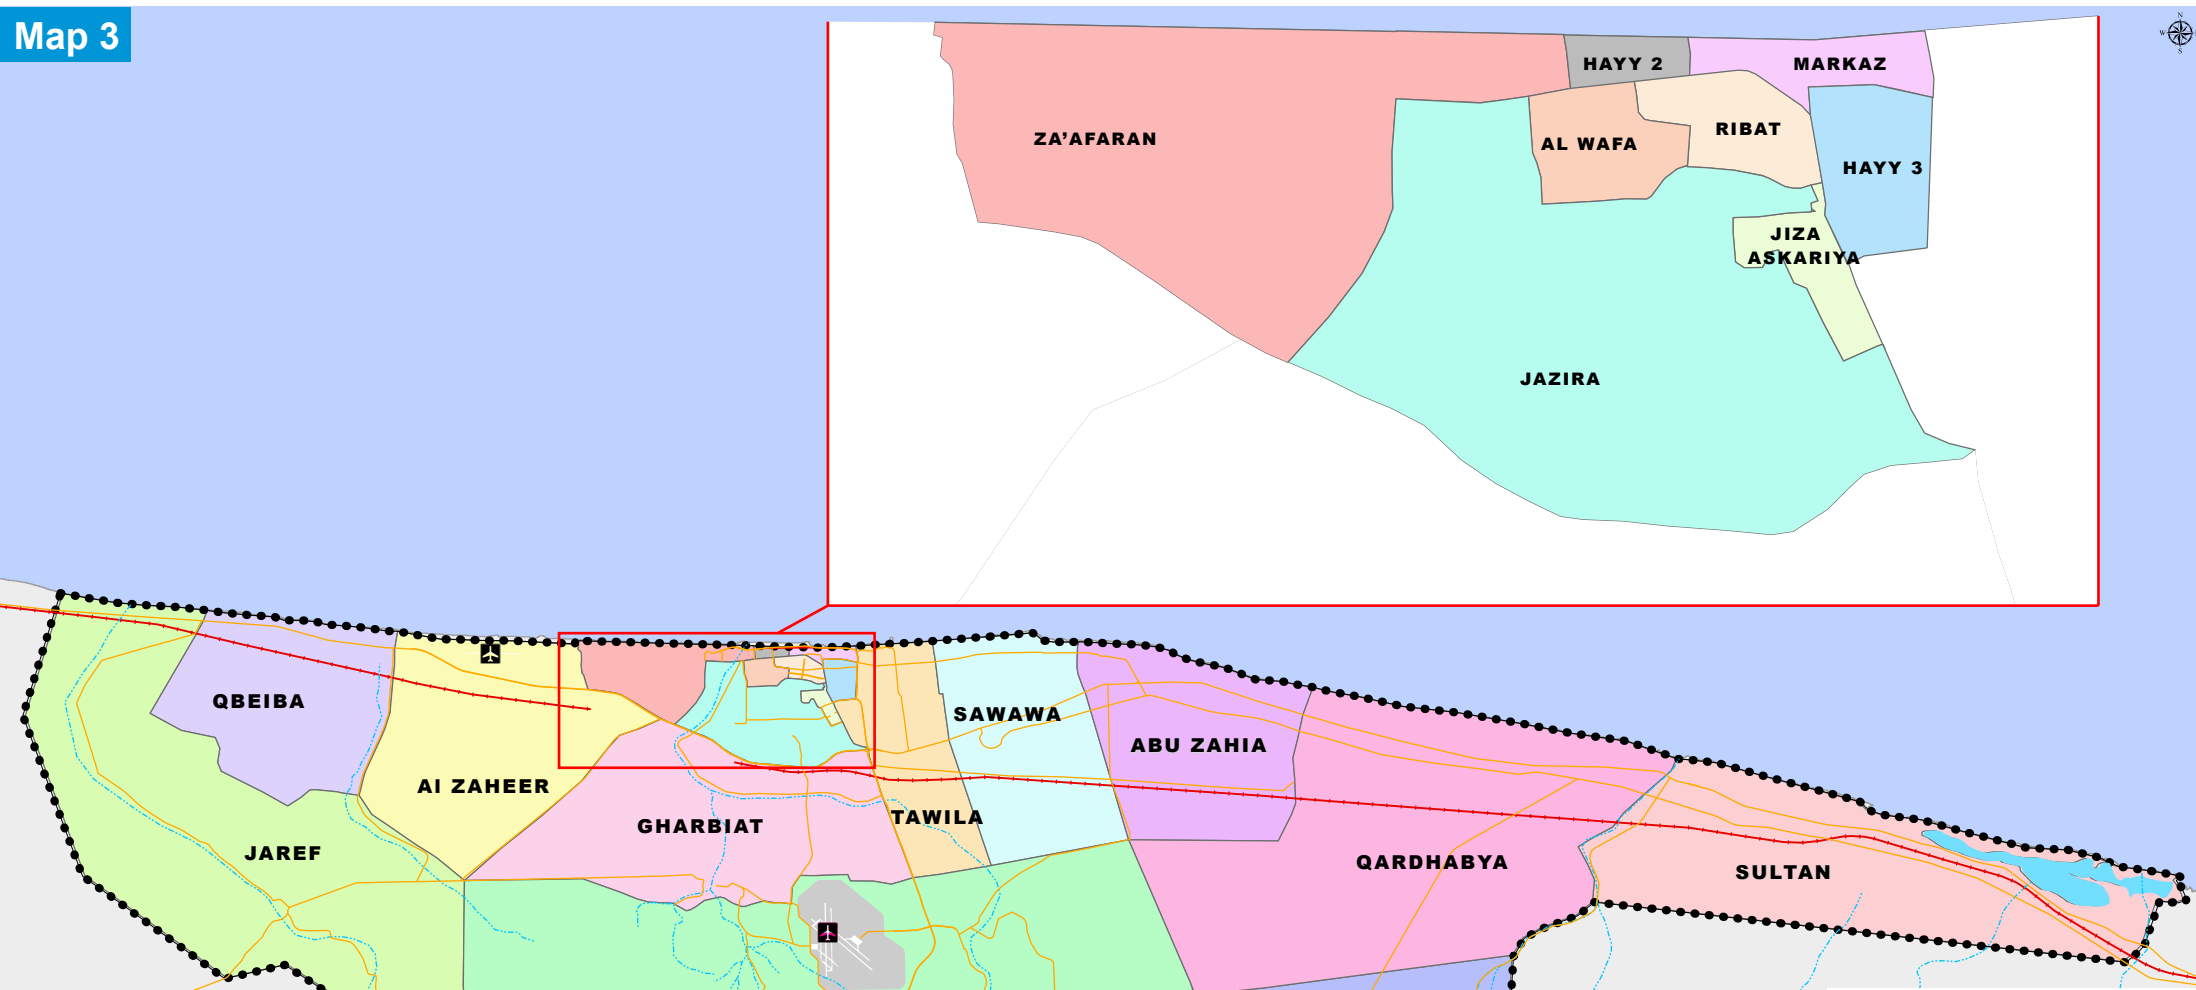 Map 3
N
W
S
HAYY 2
MARKAZ
ZA’AFARAN
AL WAFA
RIBAT
HAYY 3
JIZA
ASKARIYA
JAZIRA
QBEIBA
SAWAWA
ABU ZAHIA
AI ZAHEER
GHARBIAT
TAWILA
JAREF
QARDHABYA
SULTAN